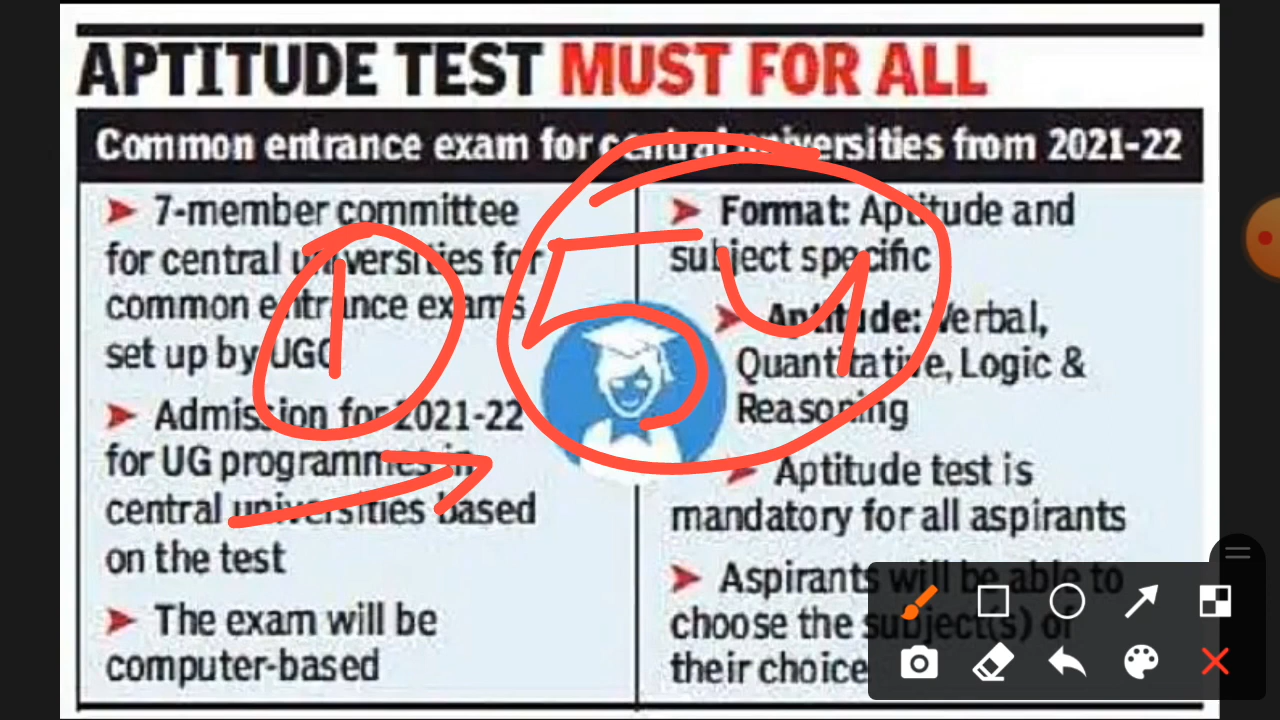 APTITUDE TEST MUST FOR ALL
Common entrance exam for central universities from 2021-22
7-member committee
for central universities for
common entrance exams
set up by UGC
Admission for 2021-22
for UG programmes in
central universities based
on the test
The exam will be
computer-based
Format: Aptitude and
subject specific
Aptitude: Verbal,
Quantitative, Logic &
Reasoning
Aptitude test is
mandatory for all aspirants
Aspirants will be able to
choose the subject(s) of
their choice
1
54